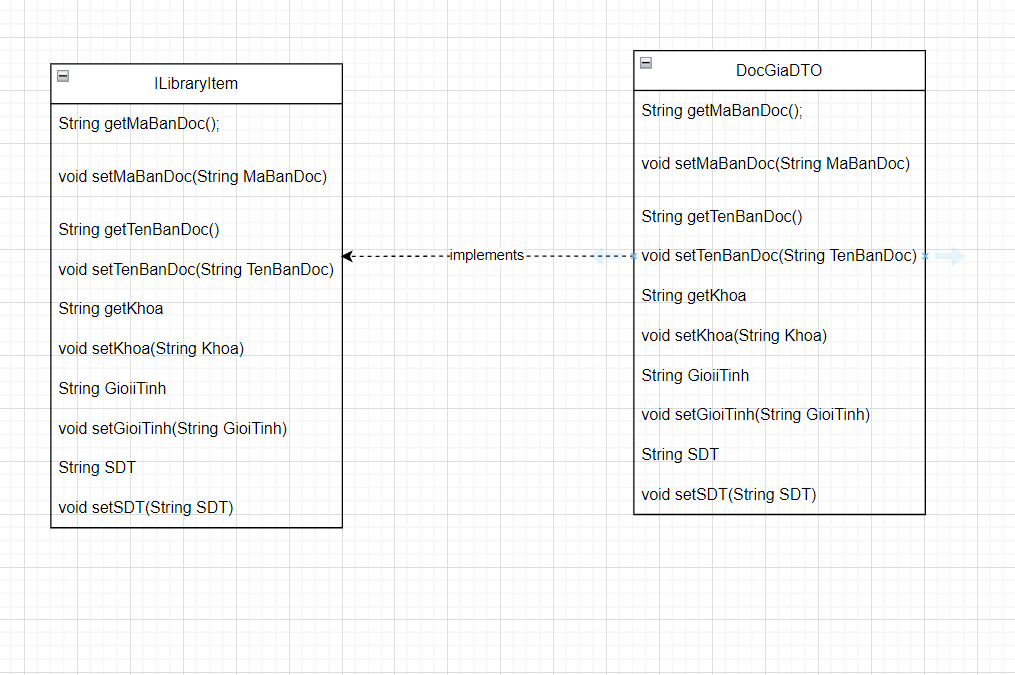 ILibraryItem
String getMaBanDoc();
void setMaBanDoc(String MaBanDoc)
String getTenBanDoc()
void setTenBanDoc(String TenBanDoc)
String getKhoa
void setKhoa(String Khoa)
String GioiiTinh
void setGioiTinh(String GioiTinh)
String SDT
void setSDT(String SDT)
implements
DocGiaDTO
String getMaBanDoc();
void setMaBanDoc(String MaBanDoc)
String getTenBanDoc()
void setTenBanDoc(String TenBanDoc)
String getKhoa
void setKhoa(String Khoa)
String GioiiTinh
void setGioiTinh(String GioiTinh)
String SDT
void setSDT(String SDT)